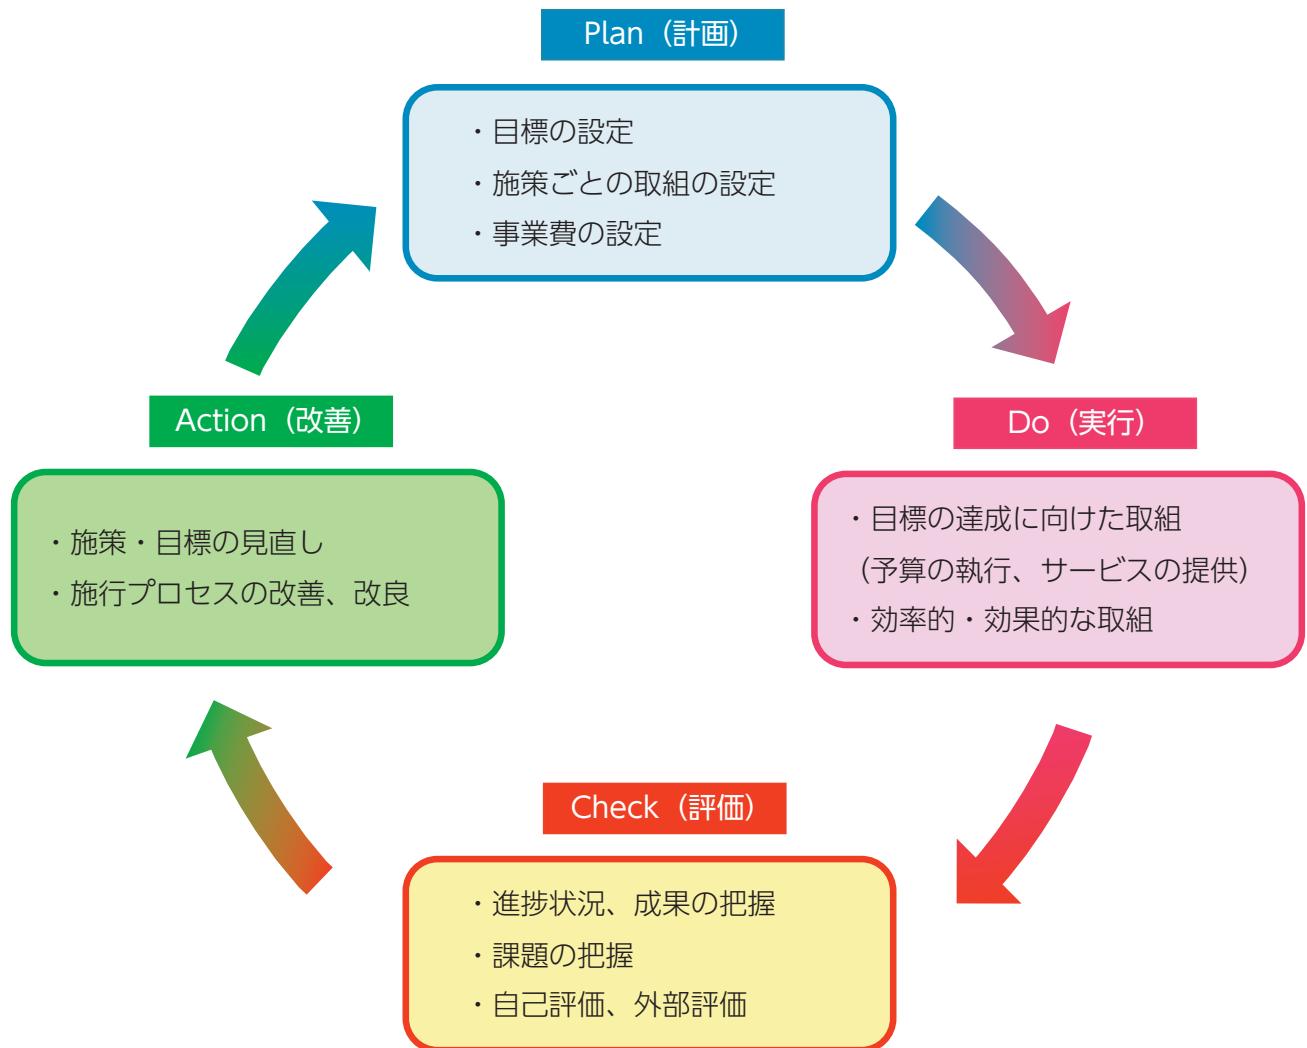 Plan（計画）
・目標の設定
・施策ごとの取組の設定
・事業費の設定
Do（実行）
・目標の達成に向けた取組
（予算の執行、サービスの提供）
・効率的・効果的な取組
Check（評価）
・進捗状況、成果の把握
・課題の把握
・自己評価、外部評価
Action（改善）
・施策・目標の見直し
・施行プロセスの改善、改良